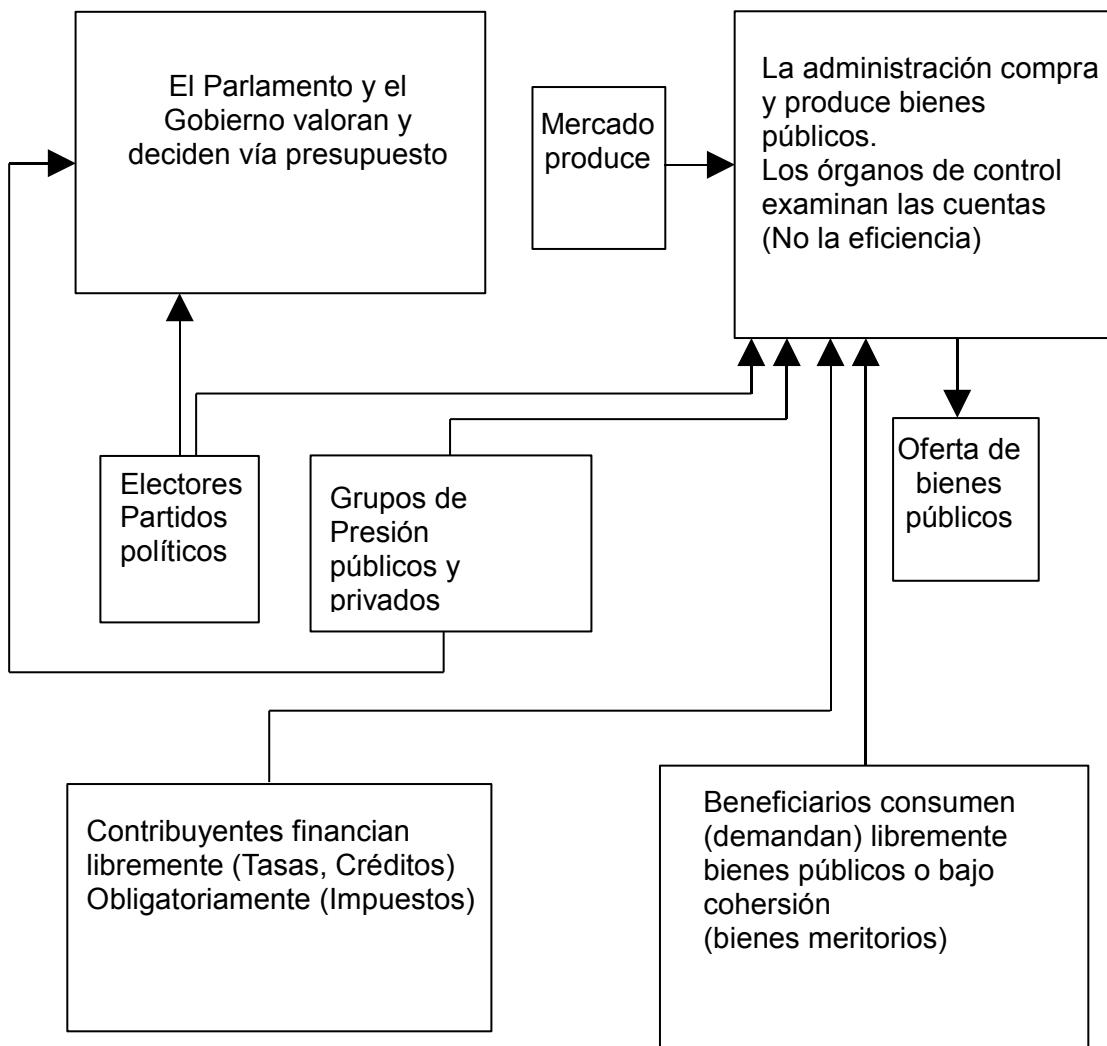 El Parlamento y el
Gobierno valoran y
deciden vía presupuesto
Mercado
produce
La administración compra
y produce bienes
públicos.
Los órganos de control
examinan las cuentas
(No la eficiencia)
Electores
Partidos
políticos
Grupos de
Presión
públicos y
privados
Oferta de
bienes
públicos
Contribuyentes financian
libremente (Tasas, Créditos)
Obligatoriamente (Impuestos)
Beneficiarios consumen
(demandan) libremente
bienes públicos o bajo
cohersión
(bienes meritorios)